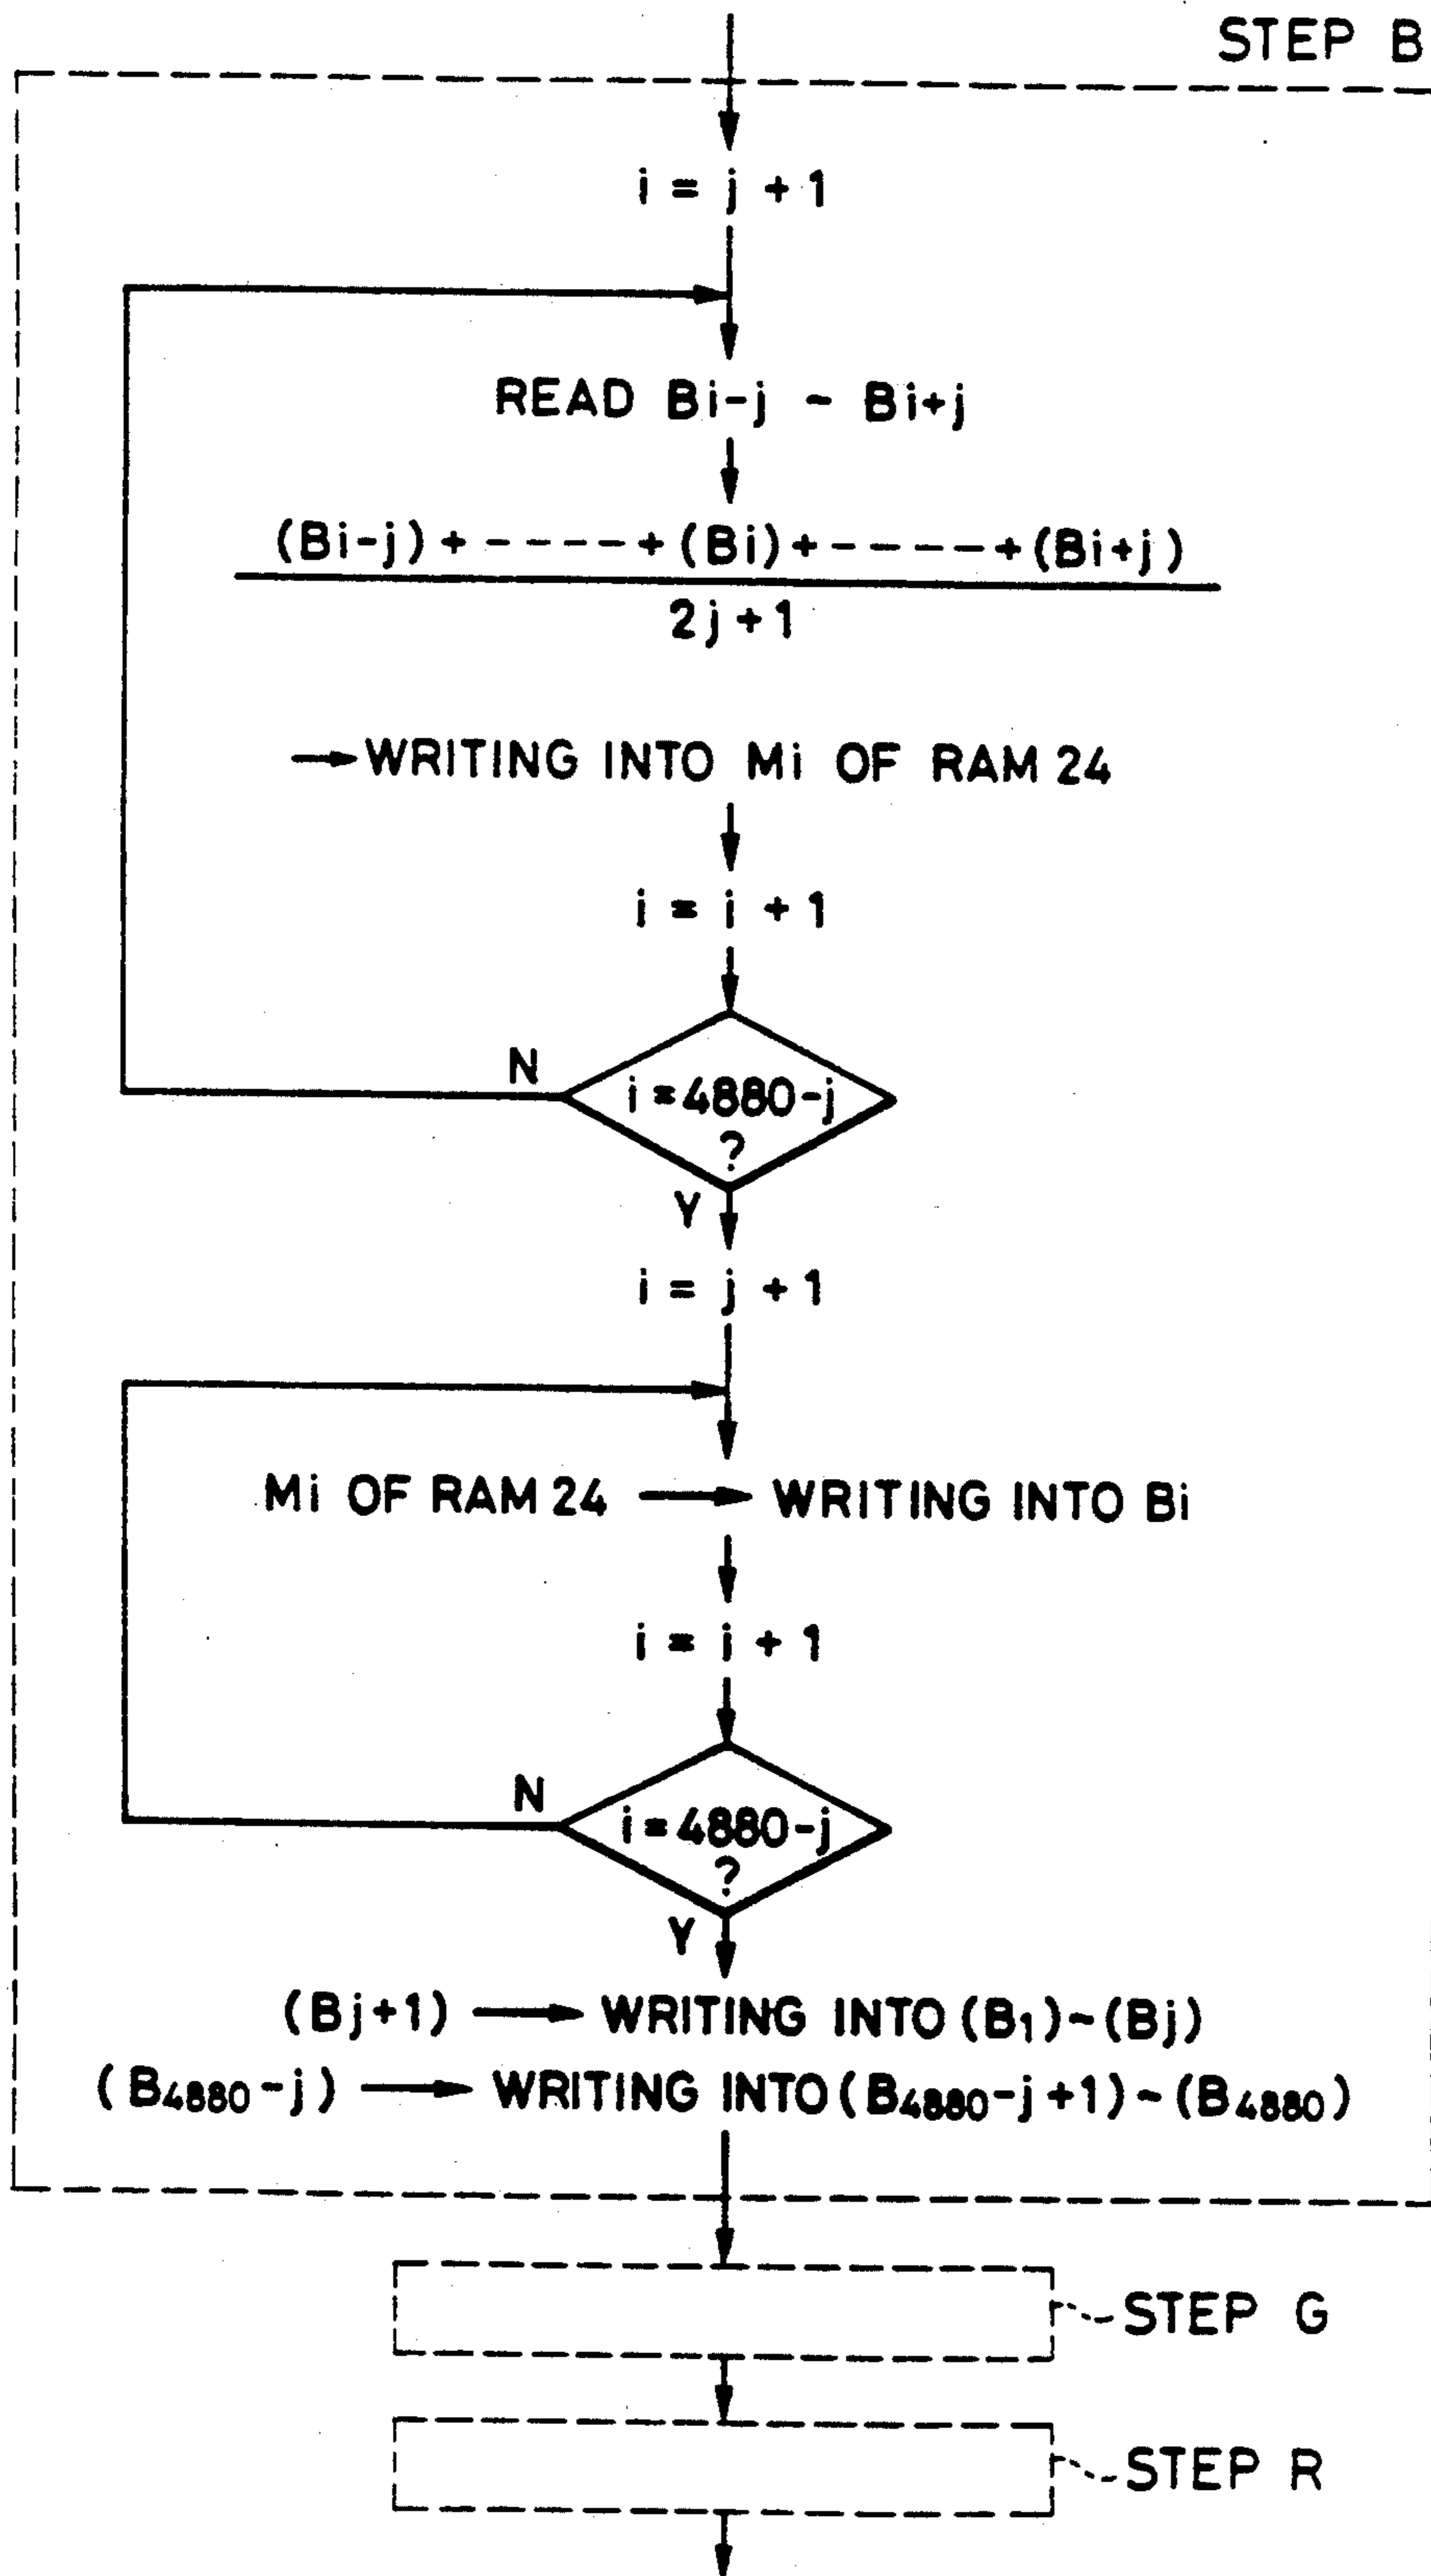 STEP B
i = j + 1
READ Bi-j ~ Bi+j
(Bi-j) + ----- + (Bi) + ----- + (Bi+j)
2j + 1
→ WRITING INTO Mi OF RAM 24
i = i + 1
N
i = 4880-j
?
Y
i = j + 1
Mi OF RAM 24 → WRITING INTO Bi
i = i + 1
N
i = 4880-j
?
Y
(Bj+1) → WRITING INTO (B1) ~ (Bj)
(B4880-j) → WRITING INTO (B4880-j+1) ~ (B4880)
STEP G
STEP R